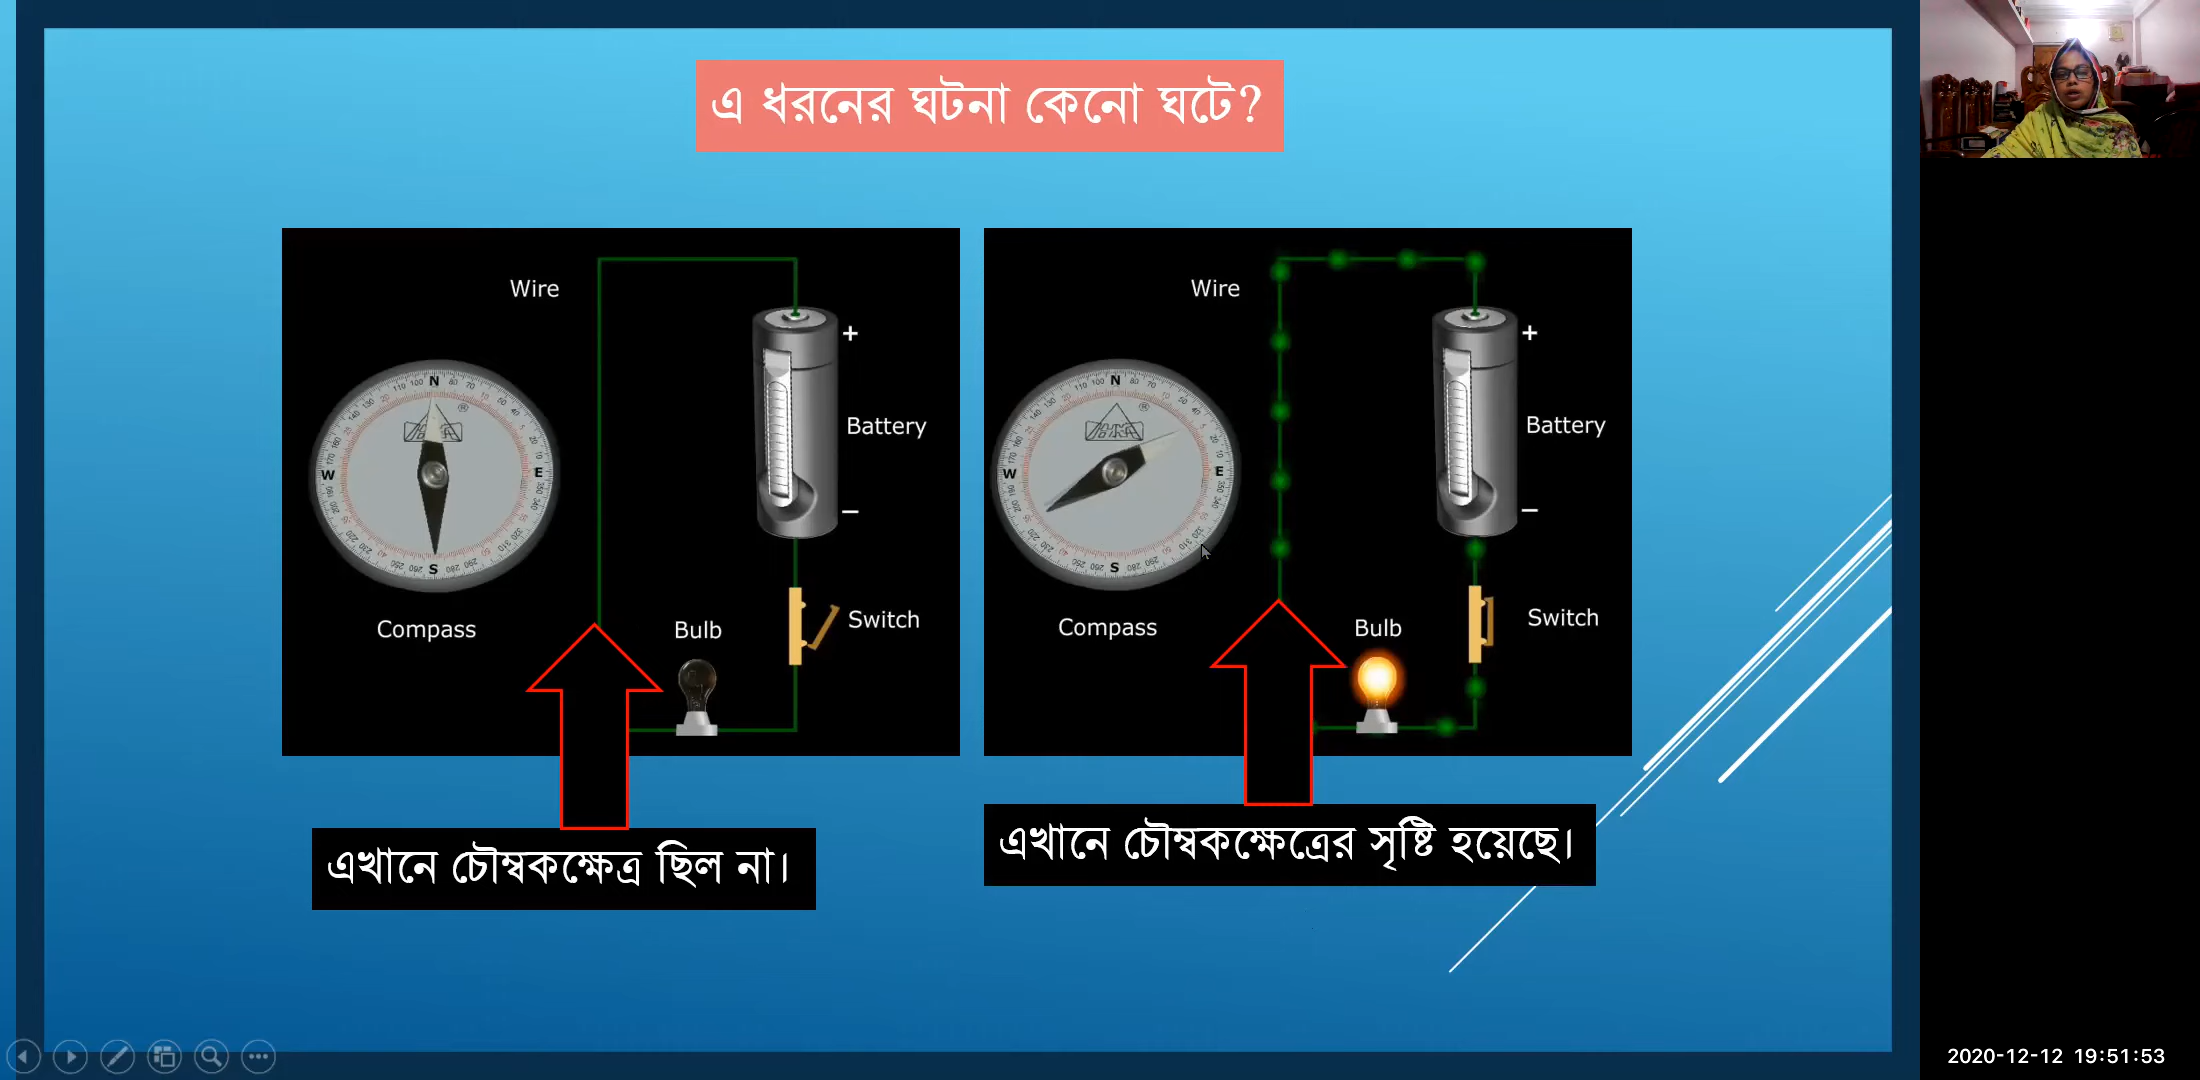 এ ধরনের ঘটনা কেনো ঘটে?
Wire
+
Battery
–
N
E
S
W
Compass
Bulb
Switch
এখানে চৌম্বকক্ষেত্র ছিল না।
Wire
+
Battery
–
N
E
S
W
Compass
Bulb
Switch
এখানে চৌম্বকক্ষেত্রের সৃষ্টি হয়েছে।
2020-12-12 19:51:53